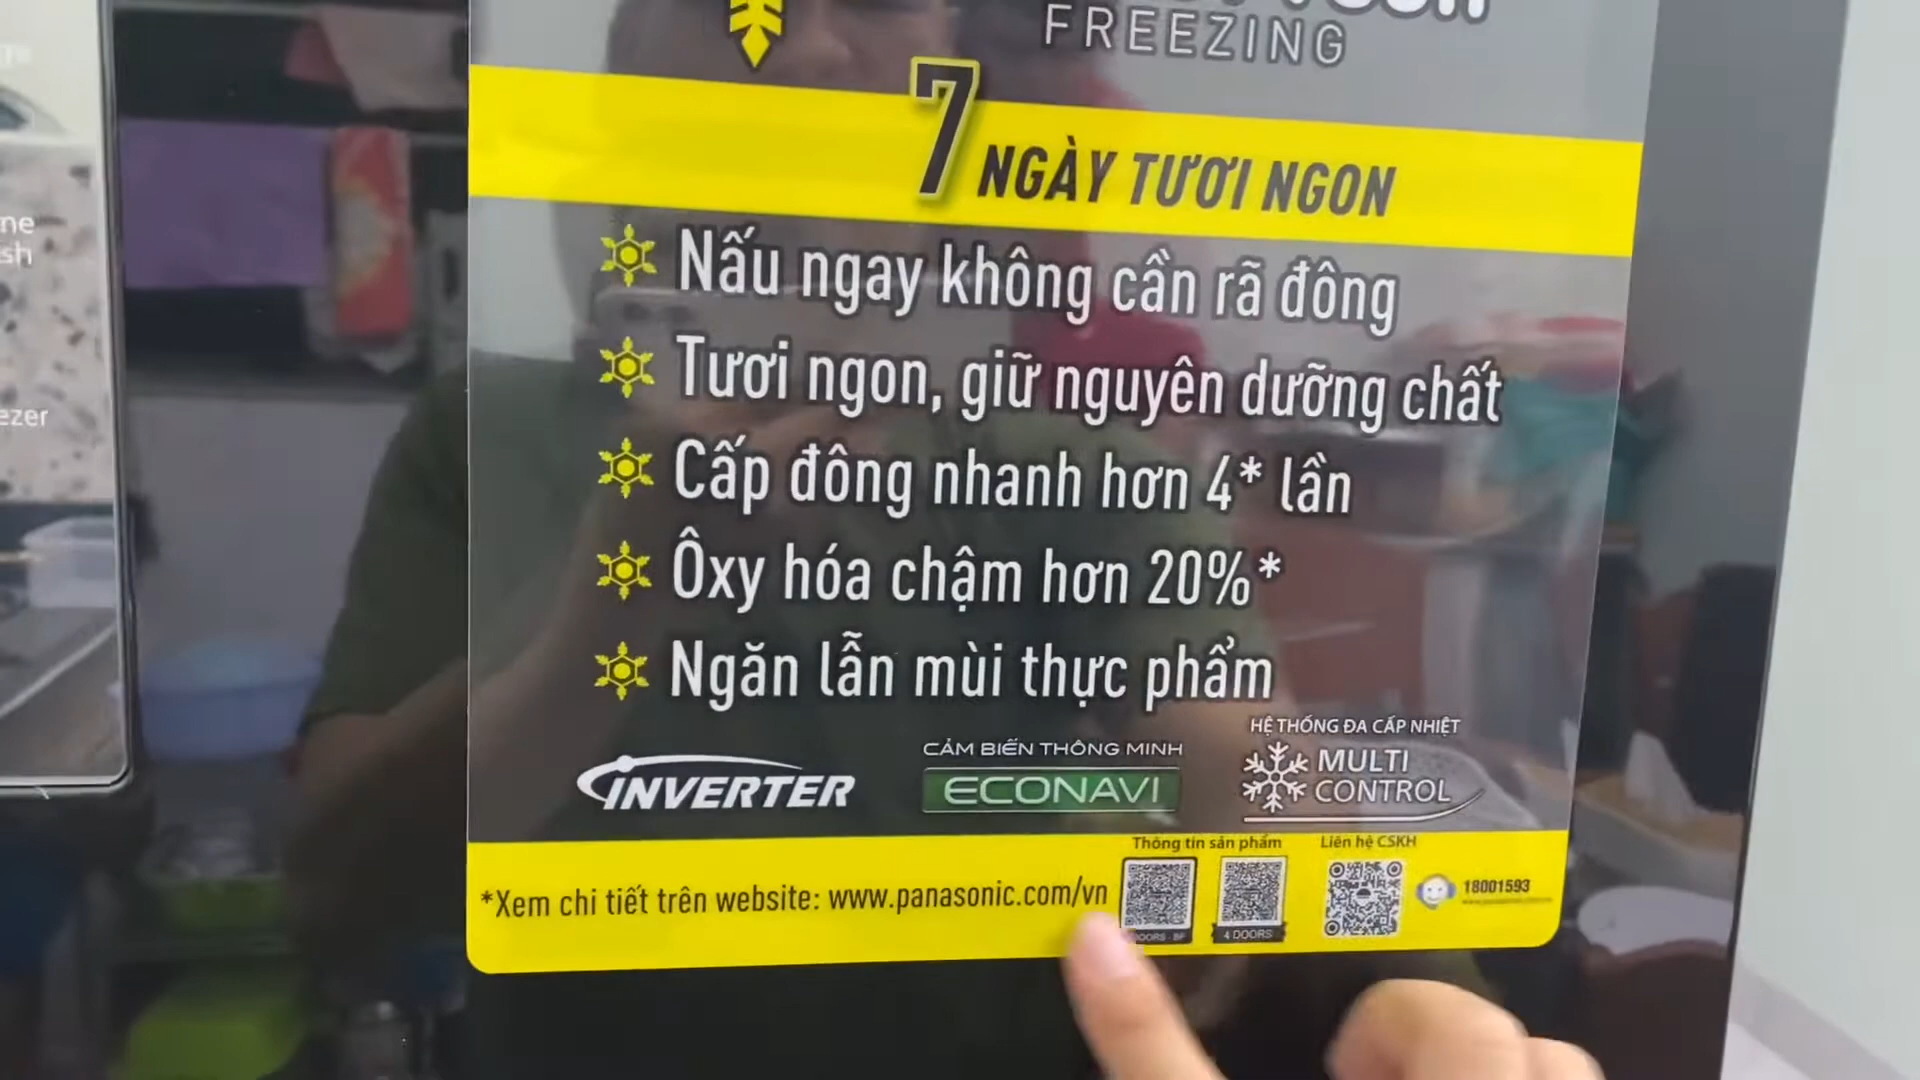 FREEZING
7 NGÀY TƯƠI NGON
Nấu ngay không cần rã đông
Tươi ngon, giữ nguyên dưỡng chất
Cấp đông nhanh hơn 4* lần
Ôxy hóa chậm hơn 20%*
Ngăn lẫn mùi thực phẩm
INVERTER
CẢM BIẾN THÔNG MINH
ECONAVI
HỆ THỐNG ĐA CẤP NHIỆT
MULTI
CONTROL
*Xem chi tiết trên website: www.panasonic.com/vn
Thông tin sản phẩm
4 DOORS
Liên hệ CSKH
18001593